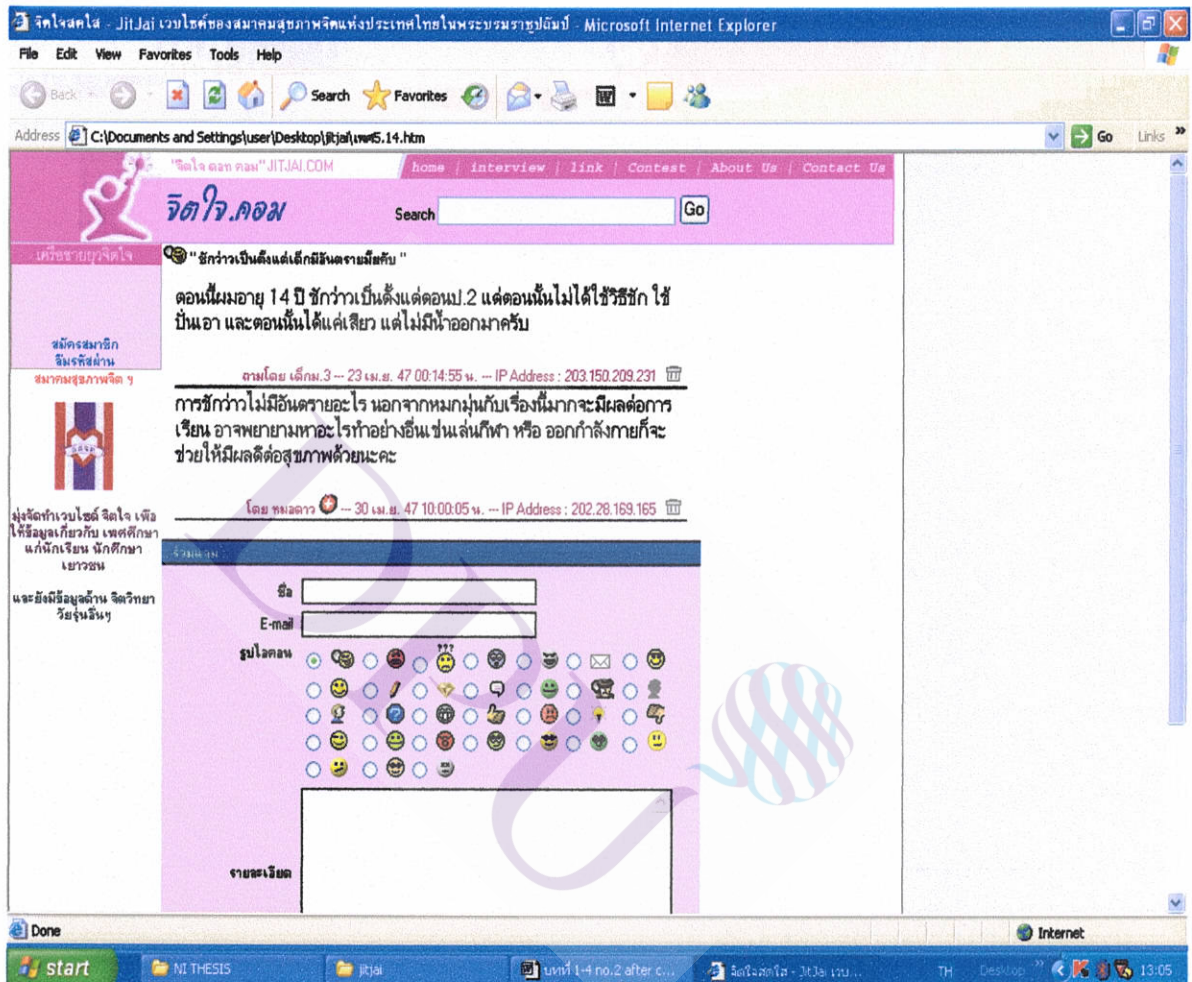 จิตใจสดใส - JitJai เวบไซต์ของสมาคมสุขภาพจิตแห่งประเทศไทยในพระบรมราชูปถัมป์ - Microsoft Internet Explorer
File Edit View Favorites Tools Help
Back Search Favorites
Address C:\Documents and Settings\user\Desktop\jitjai\เพศ5.14.htm Go Links »
"จิตใจ ดอท คอม" JITJAI.COM home | interview | link | Contest | About Us | Contact Us
จิตใจ.คอม Search Go
เครือข่ายยุวจิตใจ
สมัครสมาชิก
ลืมรหัสผ่าน
สมาคมสุขภาพจิต ฯ
มุ่งจัดทำเวบไซต์ จิตใจ เพื่อ
ให้ข้อมูลเกี่ยวกับ เพศศึกษา
แก่นักเรียน นักศึกษา
เยาวชน
และยังมีข้อมูลด้าน จิตวิทยา
วัยรุ่นอื่นๆ
"ชักว่าวเป็นตั้งแต่เด็กมีอันตรายมั๊ยคับ "
ตอนนี้ผมอายุ 14 ปี ชักว่าวเป็นตั้งแต่ตอนป.2 แต่ตอนนั้นไม่ได้ใช้วิธีชัก ใช้
ปั่นเอา และตอนนั้นได้แค่เสียว แต่ไม่มีน้ำออกมาครับ
ถามโดย เด็กม.3 -- 23 เม.ย. 47 00:14:55 น. --- IP Address : 203.150.209.231
การชักว่าวไม่มีอันตรายอะไร นอกจากหมกมุ่นกับเรื่องนี้มากจะมีผลต่อการ
เรียน อาจพยายามหาอะไรทำอย่างอื่นเช่นเล่นกีฬา หรือ ออกกำลังกายก็จะ
ช่วยให้มีผลดีต่อสุขภาพด้วยนะคะ
โดย หมอดาว --- 30 เม.ย. 47 10:00:05 น. --- IP Address : 202.28.169.165
ร่วมตอบ :
ชื่อ
E-mail
รูปไอคอน
รายละเอียด
DPU
Done Internet
start NI THESIS jitjai บทที่ 1-4 no.2 after c... จิตใจสดใส - JitJai เวบ... TH Desktop » 13:05